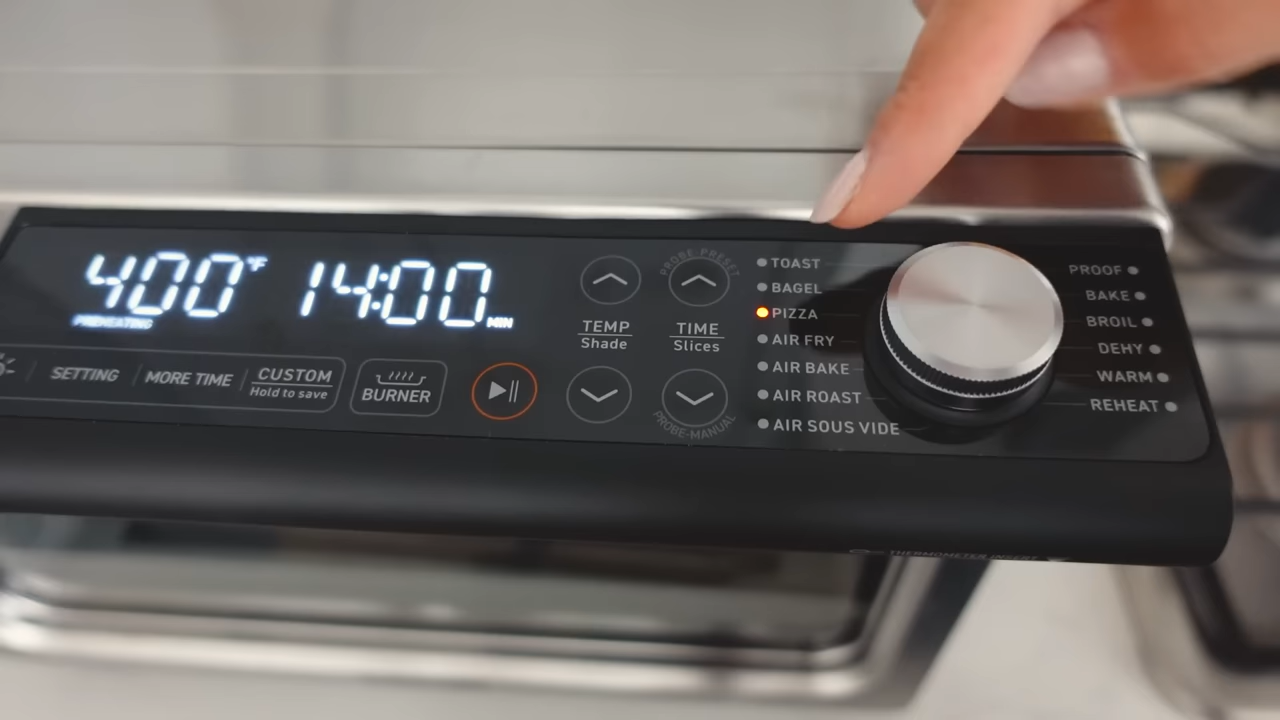 400°F 14:00 MIN
PREHEATING
SETTING
MORE TIME
CUSTOM
Hold to save
BURNER
TEMP
Shade
PROBE PRESET
TIME
Slices
PROBE-MANUAL
TOAST
BAGEL
PIZZA
AIR FRY
AIR BAKE
AIR ROAST
AIR SOUS VIDE
PROOF
BAKE
BROIL
DEHY
WARM
REHEAT
THERMOMETER INSERT